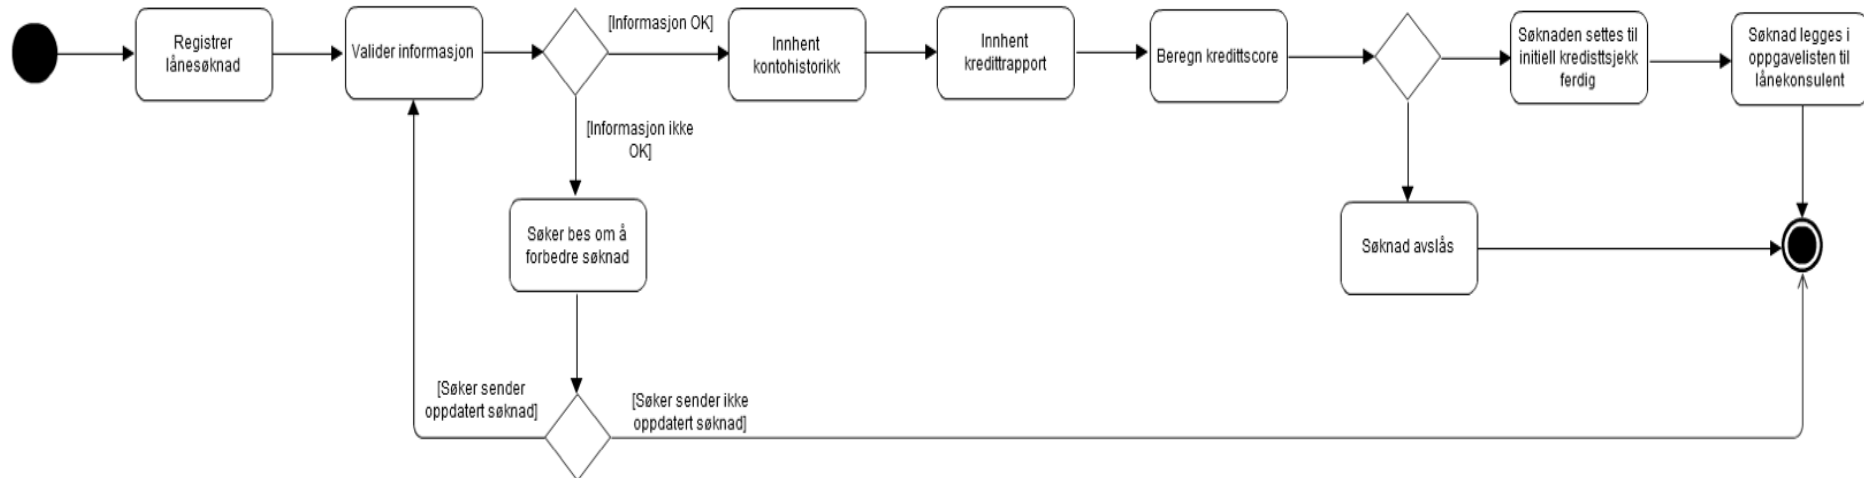 Registrer
lånesøknad
Valider informasjon
[Informasjon OK]
Innhent
kontohistorikk
Innhent
kredittrapport
Beregn kredittscore
Søknaden settes til
initiell kredisttsjekk
ferdig
Søknad legges i
oppgavelisten til
lånekonsulent
[Informasjon ikke
OK]
Søker bes om å
forbedre søknad
Søknad avslås
[Søker sender
oppdatert søknad]
[Søker sender ikke
oppdatert søknad]